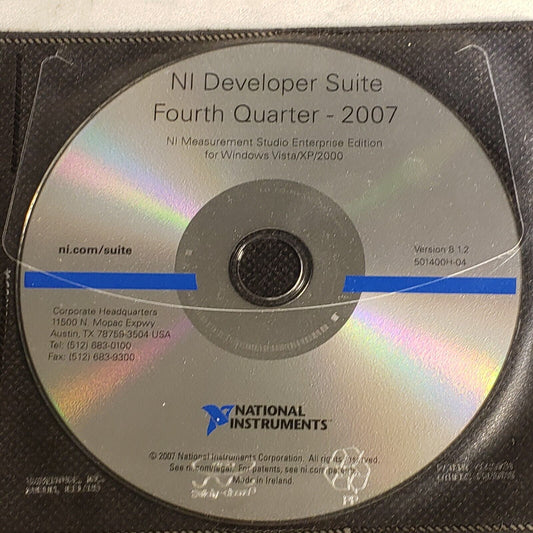 NI Developer Suite
Fourth Quarter - 2007
NI Measurement Studio Enterprise Edition
for Windows Vista/XP/2000
ni.com/suite
Version 8.1.2
501400H-04
Corporate Headquarters
11500 N. Mopac Expwy
Austin, TX 78759-3504 USA
Tel: (512) 683-0100
Fax: (512) 683-9300
NATIONAL
INSTRUMENTS
© 2007 National Instruments Corporation. All rights reserved.
See ni.com/legal. For patents, see ni.com/patents.
Made in Ireland.
PP